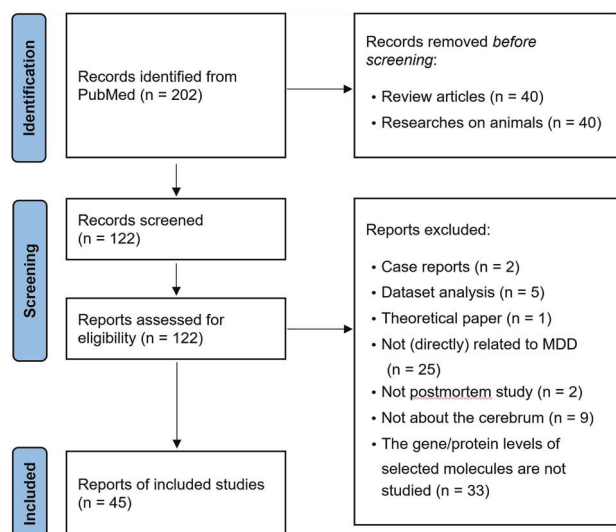 Identification
Records identified from
PubMed (n = 202)
Records removed before
screening:
• Review articles (n = 40)
• Researches on animals (n = 40)
Screening
Records screened
(n = 122)
Reports assessed for
eligibility (n = 122)
Reports excluded:
• Case reports (n = 2)
• Dataset analysis (n = 5)
• Theoretical paper (n = 1)
• Not (directly) related to MDD
(n = 25)
• Not postmortem study (n = 2)
• Not about the cerebrum (n = 9)
• The gene/protein levels of
selected molecules are not
studied (n = 33)
Included
Reports of included studies
(n = 45)